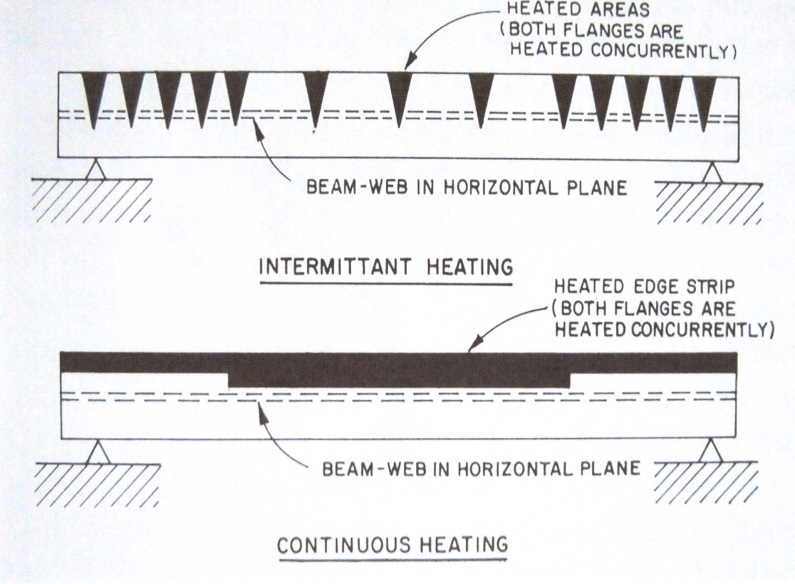 HEATED AREAS
(BOTH FLANGES ARE
HEATED CONCURRENTLY)
BEAM-WEB IN HORIZONTAL PLANE
INTERMITTANT HEATING
HEATED EDGE STRIP
(BOTH FLANGES ARE
HEATED CONCURRENTLY)
BEAM-WEB IN HORIZONTAL PLANE
CONTINUOUS HEATING